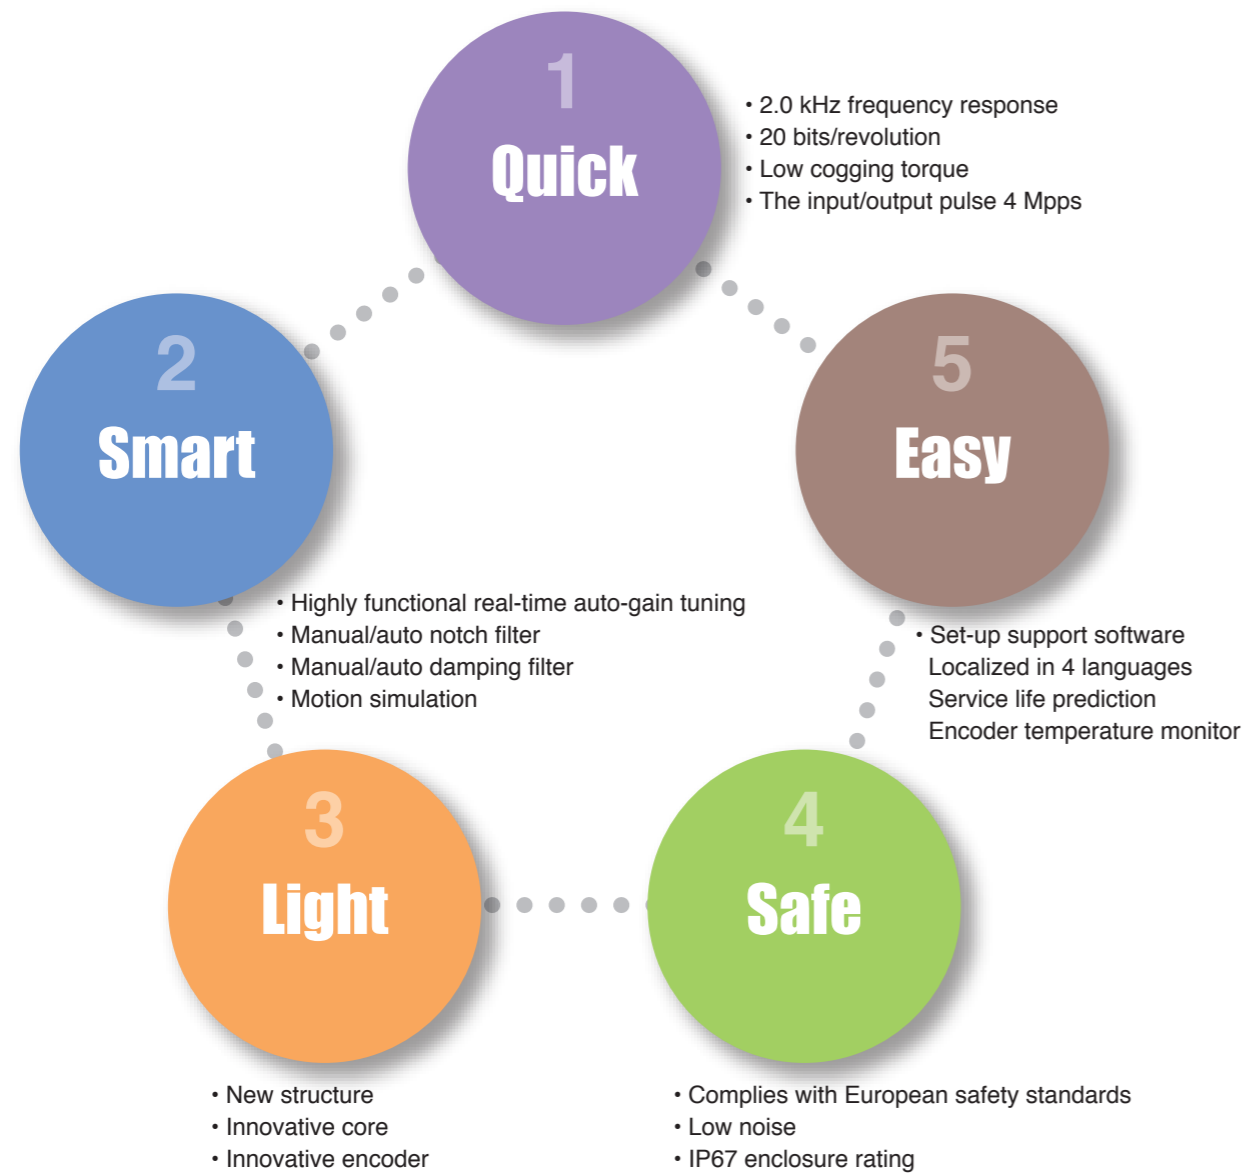 1
Quick
• 2.0 kHz frequency response
• 20 bits/revolution
• Low cogging torque
• The input/output pulse 4 Mpps
2
Smart
• Highly functional real-time auto-gain tuning
• Manual/auto notch filter
• Manual/auto damping filter
• Motion simulation
3
Light
• New structure
• Innovative core
• Innovative encoder
4
Safe
• Complies with European safety standards
• Low noise
• IP67 enclosure rating
5
Easy
• Set-up support software
Localized in 4 languages
Service life prediction
Encoder temperature monitor